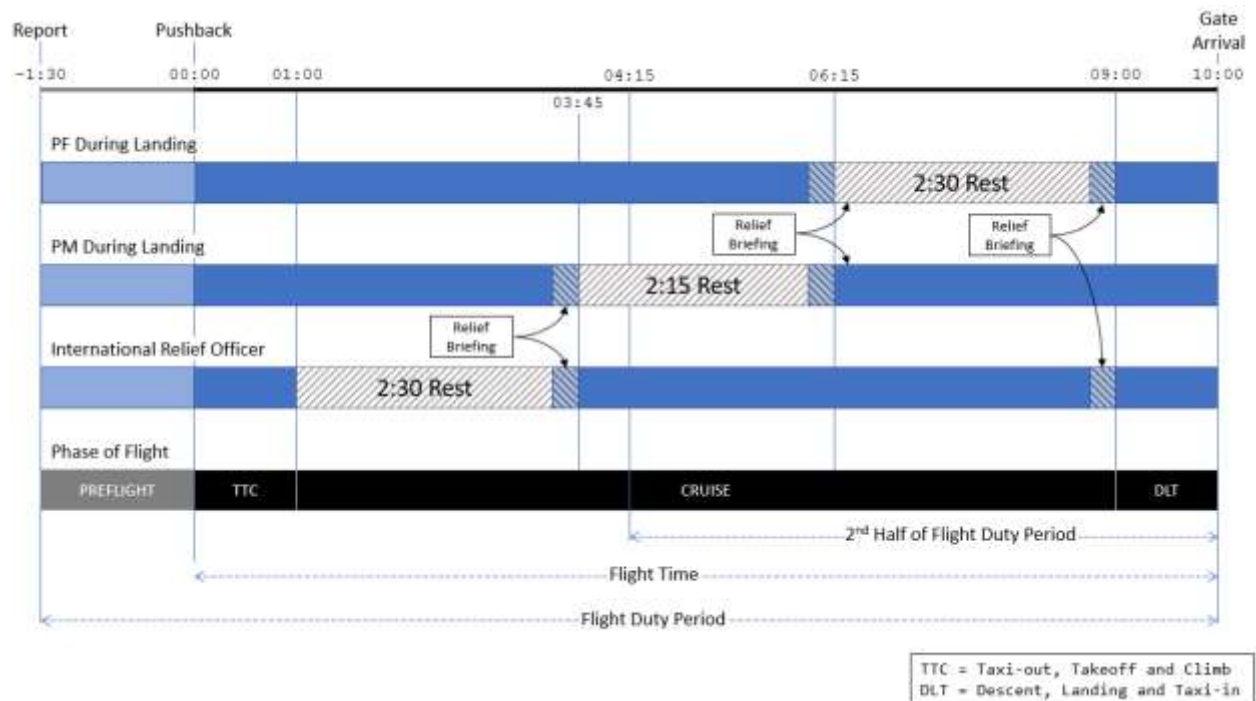 Report
Pushback
Gate
Arrival
-1:30
00:00
01:00
04:15
06:15
09:00
10:00
03:45
PF During Landing
2:30 Rest
Relief
Briefing
Relief
Briefing
PM During Landing
2:15 Rest
Relief
Briefing
International Relief Officer
2:30 Rest
Phase of Flight
PREFLIGHT
TTC
CRUISE
DLT
2nd Half of Flight Duty Period
Flight Time
Flight Duty Period
TTC = Taxi-out, Takeoff and Climb
DLT = Descent, Landing and Taxi-in